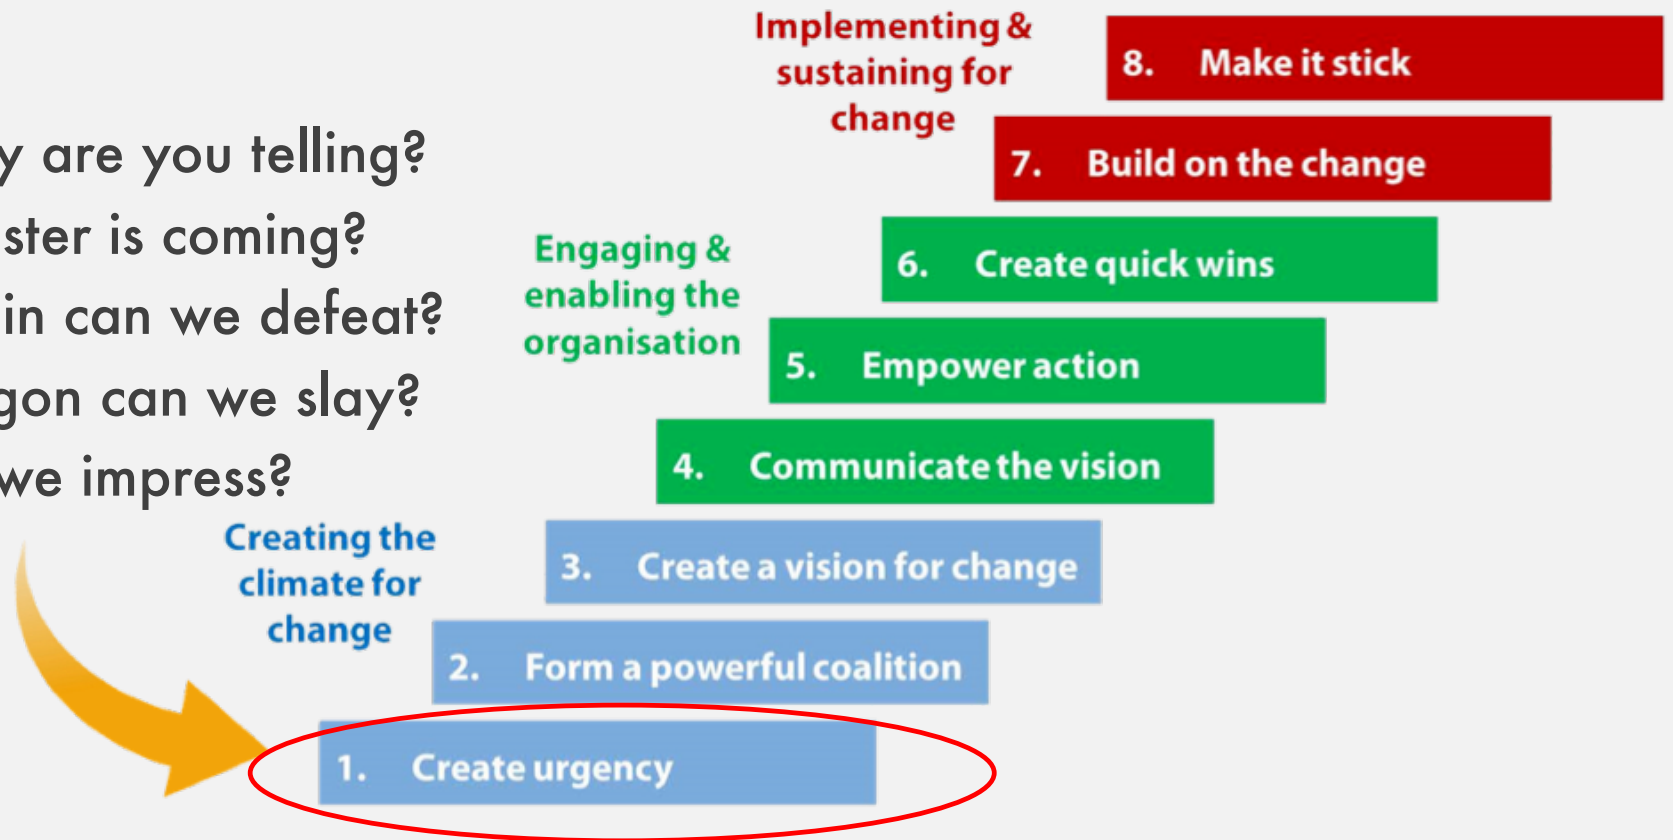 y are you telling?
ster is coming?
in can we defeat?
gon can we slay?
we impress?
Implementing &
sustaining for
change
8. Make it stick
7. Build on the change
Engaging &
enabling the
organisation
6. Create quick wins
5. Empower action
4. Communicate the vision
Creating the
climate for
change
3. Create a vision for change
2. Form a powerful coalition
1. Create urgency